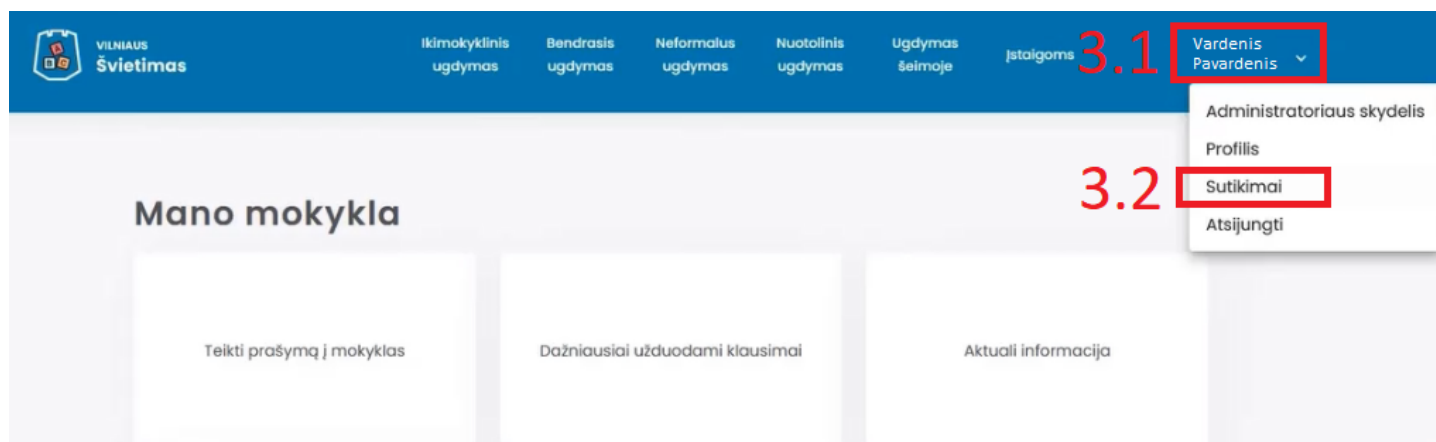 VILNIAUS
Švietimas
Ikimokyklinis
ugdymas
Bendrasis
ugdymas
Neformalus
ugdymas
Nuotolinis
ugdymas
Ugdymas
šeimoje
Įstaigoms
3.1
Vardenis
Pavardenis
Administratoriaus skydelis
Profilis
3.2
Sutikimai
Atsijungti
Mano mokykla
Teikti prašymą į mokyklas
Dažniausiai užduodami klausimai
Aktuali informacija